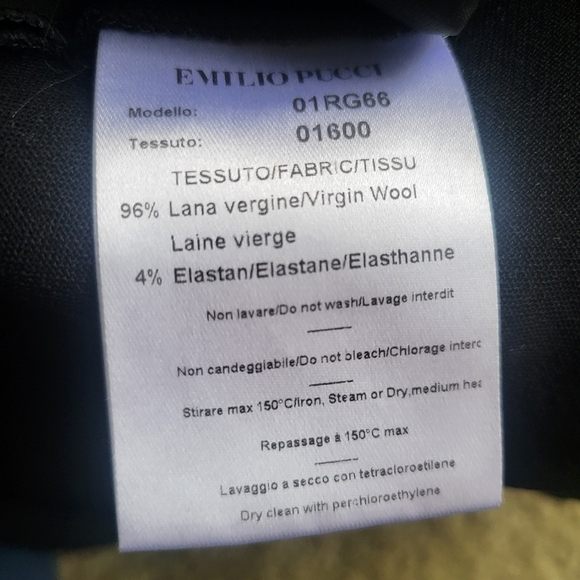 EMILIO PUCCI
Modello: 01RG66
Tessuto: 01600
TESSUTO/FABRIC/TISSU
96% Lana vergine/Virgin Wool
Laine vierge
4% Elastan/Elastane/Elasthanne
Non lavare/Do not wash/Lavage interdit
Non candeggiabile/Do not bleach/Chlorage interc
Stirare max 150°C/Iron, Steam or Dry,medium hea
Repassage à 150°C max
Lavaggio a secco con tetracloroetilene
Dry clean with perchloroethylene